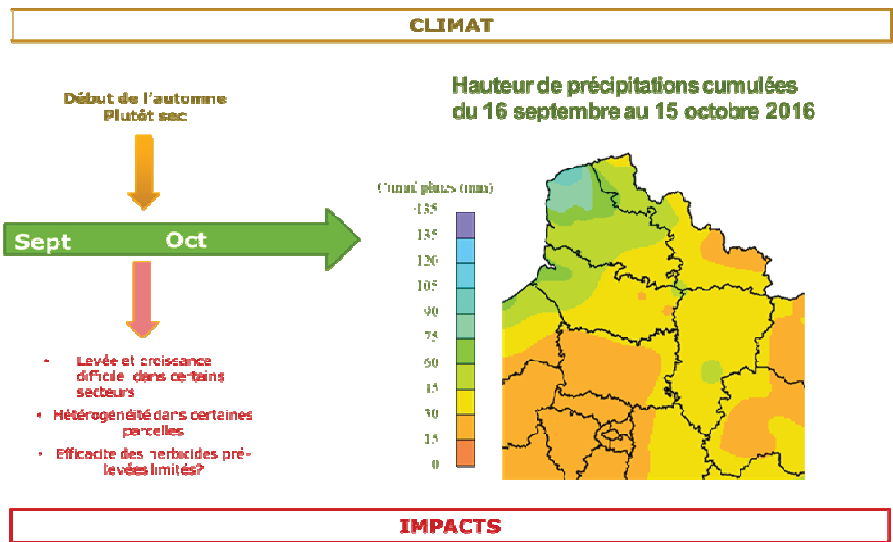 CLIMAT
Début de l'automne
Plutôt sec
Hauteur de précipitations cumulées
du 16 septembre au 15 octobre 2016
Sept
Oct
Cumul pluies (mm)
135
120
105
90
75
60
30
15
0
• Levée et croissance
difficile dans certains
secteurs
• Hétérogénéité dans certaines
parcelles
• Efficacite des herbicides pré-
levées limités?
IMPACTS